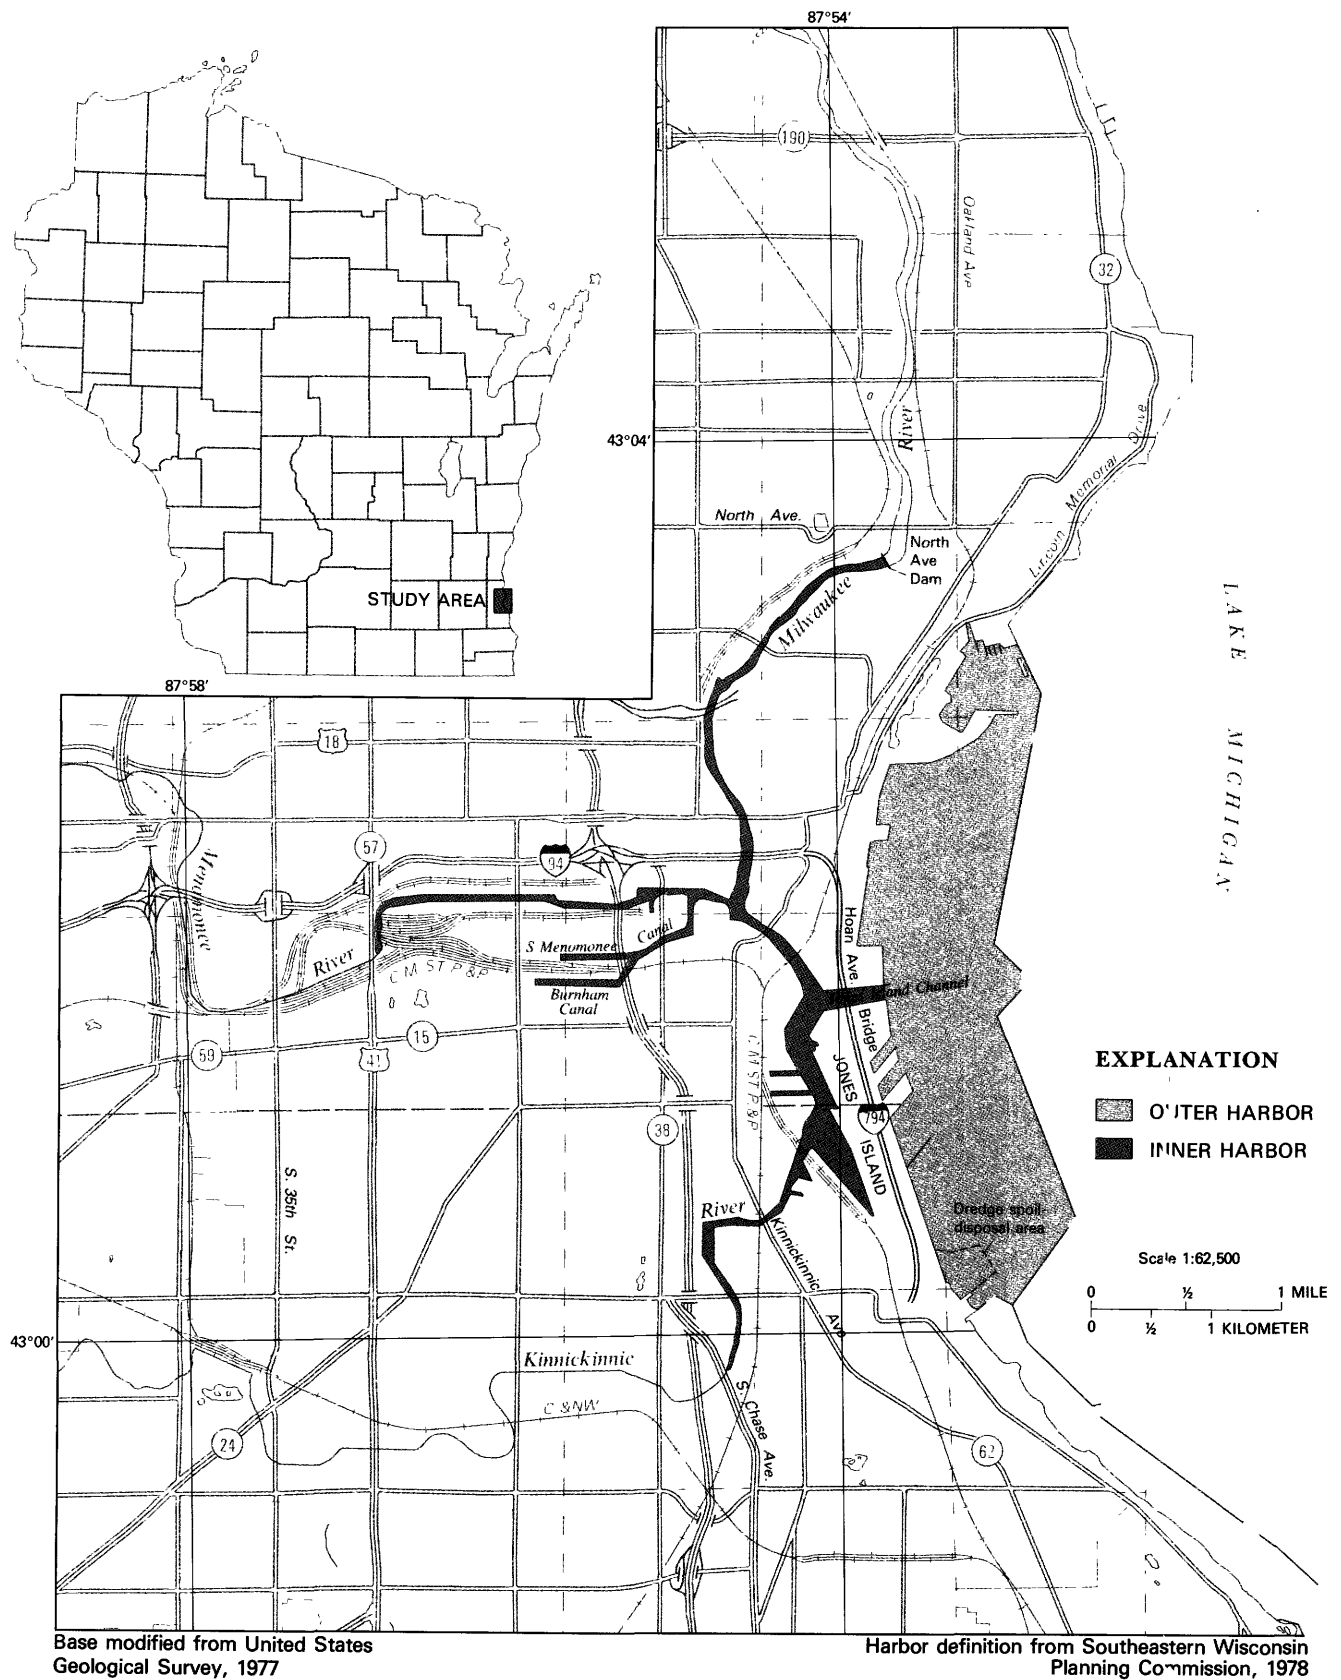 87°54′
190
Oakland Ave
32
River
43°04′
Memorial Drive
Lincoln
North Ave.
North
Ave
Dam
Milwaukee
STUDY AREA
LAKE MICHIGAN
87°58′
18
57
94
Menomonee
River
Canal
S Menomonee
C M ST P & P
Burnham
Canal
Hoan Ave
Bridge
Island Channel
15
59
41
C M ST P & P
JONES
ISLAND
794
38
S. 35th St.
River
Kinnickinnic
Ave
Dredge spoil
disposal area
EXPLANATION
OUTER HARBOR
INNER HARBOR
Scale 1:62,500
0 ½ 1 MILE
0 ½ 1 KILOMETER
43°00′
Kinnickinnic
C & NW
S. Chase Ave.
24
62
Base modified from United States
Geological Survey, 1977
Harbor definition from Southeastern Wisconsin
Planning Commission, 1978